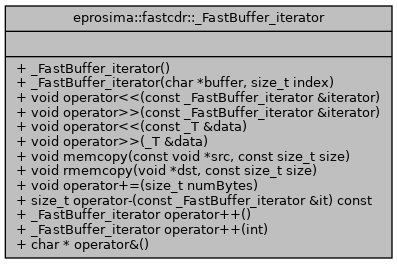 eprosima::fastcdr::_FastBuffer_iterator
+ _FastBuffer_iterator()
+ _FastBuffer_iterator(char *buffer, size_t index)
+ void operator<<(const _FastBuffer_iterator &iterator)
+ void operator>>(const _FastBuffer_iterator &iterator)
+ void operator<<(const _T &data)
+ void operator>>(_T &data)
+ void memcopy(const void *src, const size_t size)
+ void rmemcopy(void *dst, const size_t size)
+ void operator+=(size_t numBytes)
+ size_t operator-(const _FastBuffer_iterator &it) const
+ _FastBuffer_iterator operator++()
+ _FastBuffer_iterator operator++(int)
+ char * operator&()